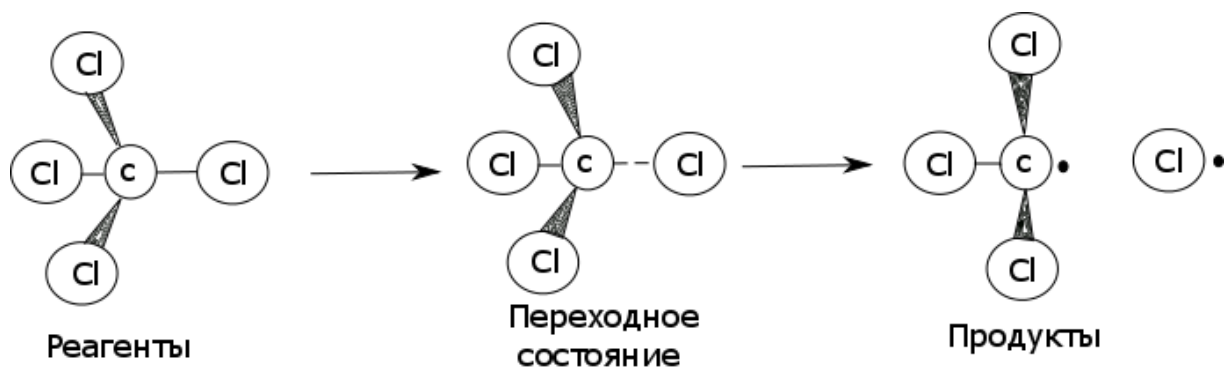 Cl
Cl C Cl
Cl
Реагенты
Cl
Cl C Cl
Cl
Переходное
состояние
Cl
Cl C • Cl •
Cl
Продукты